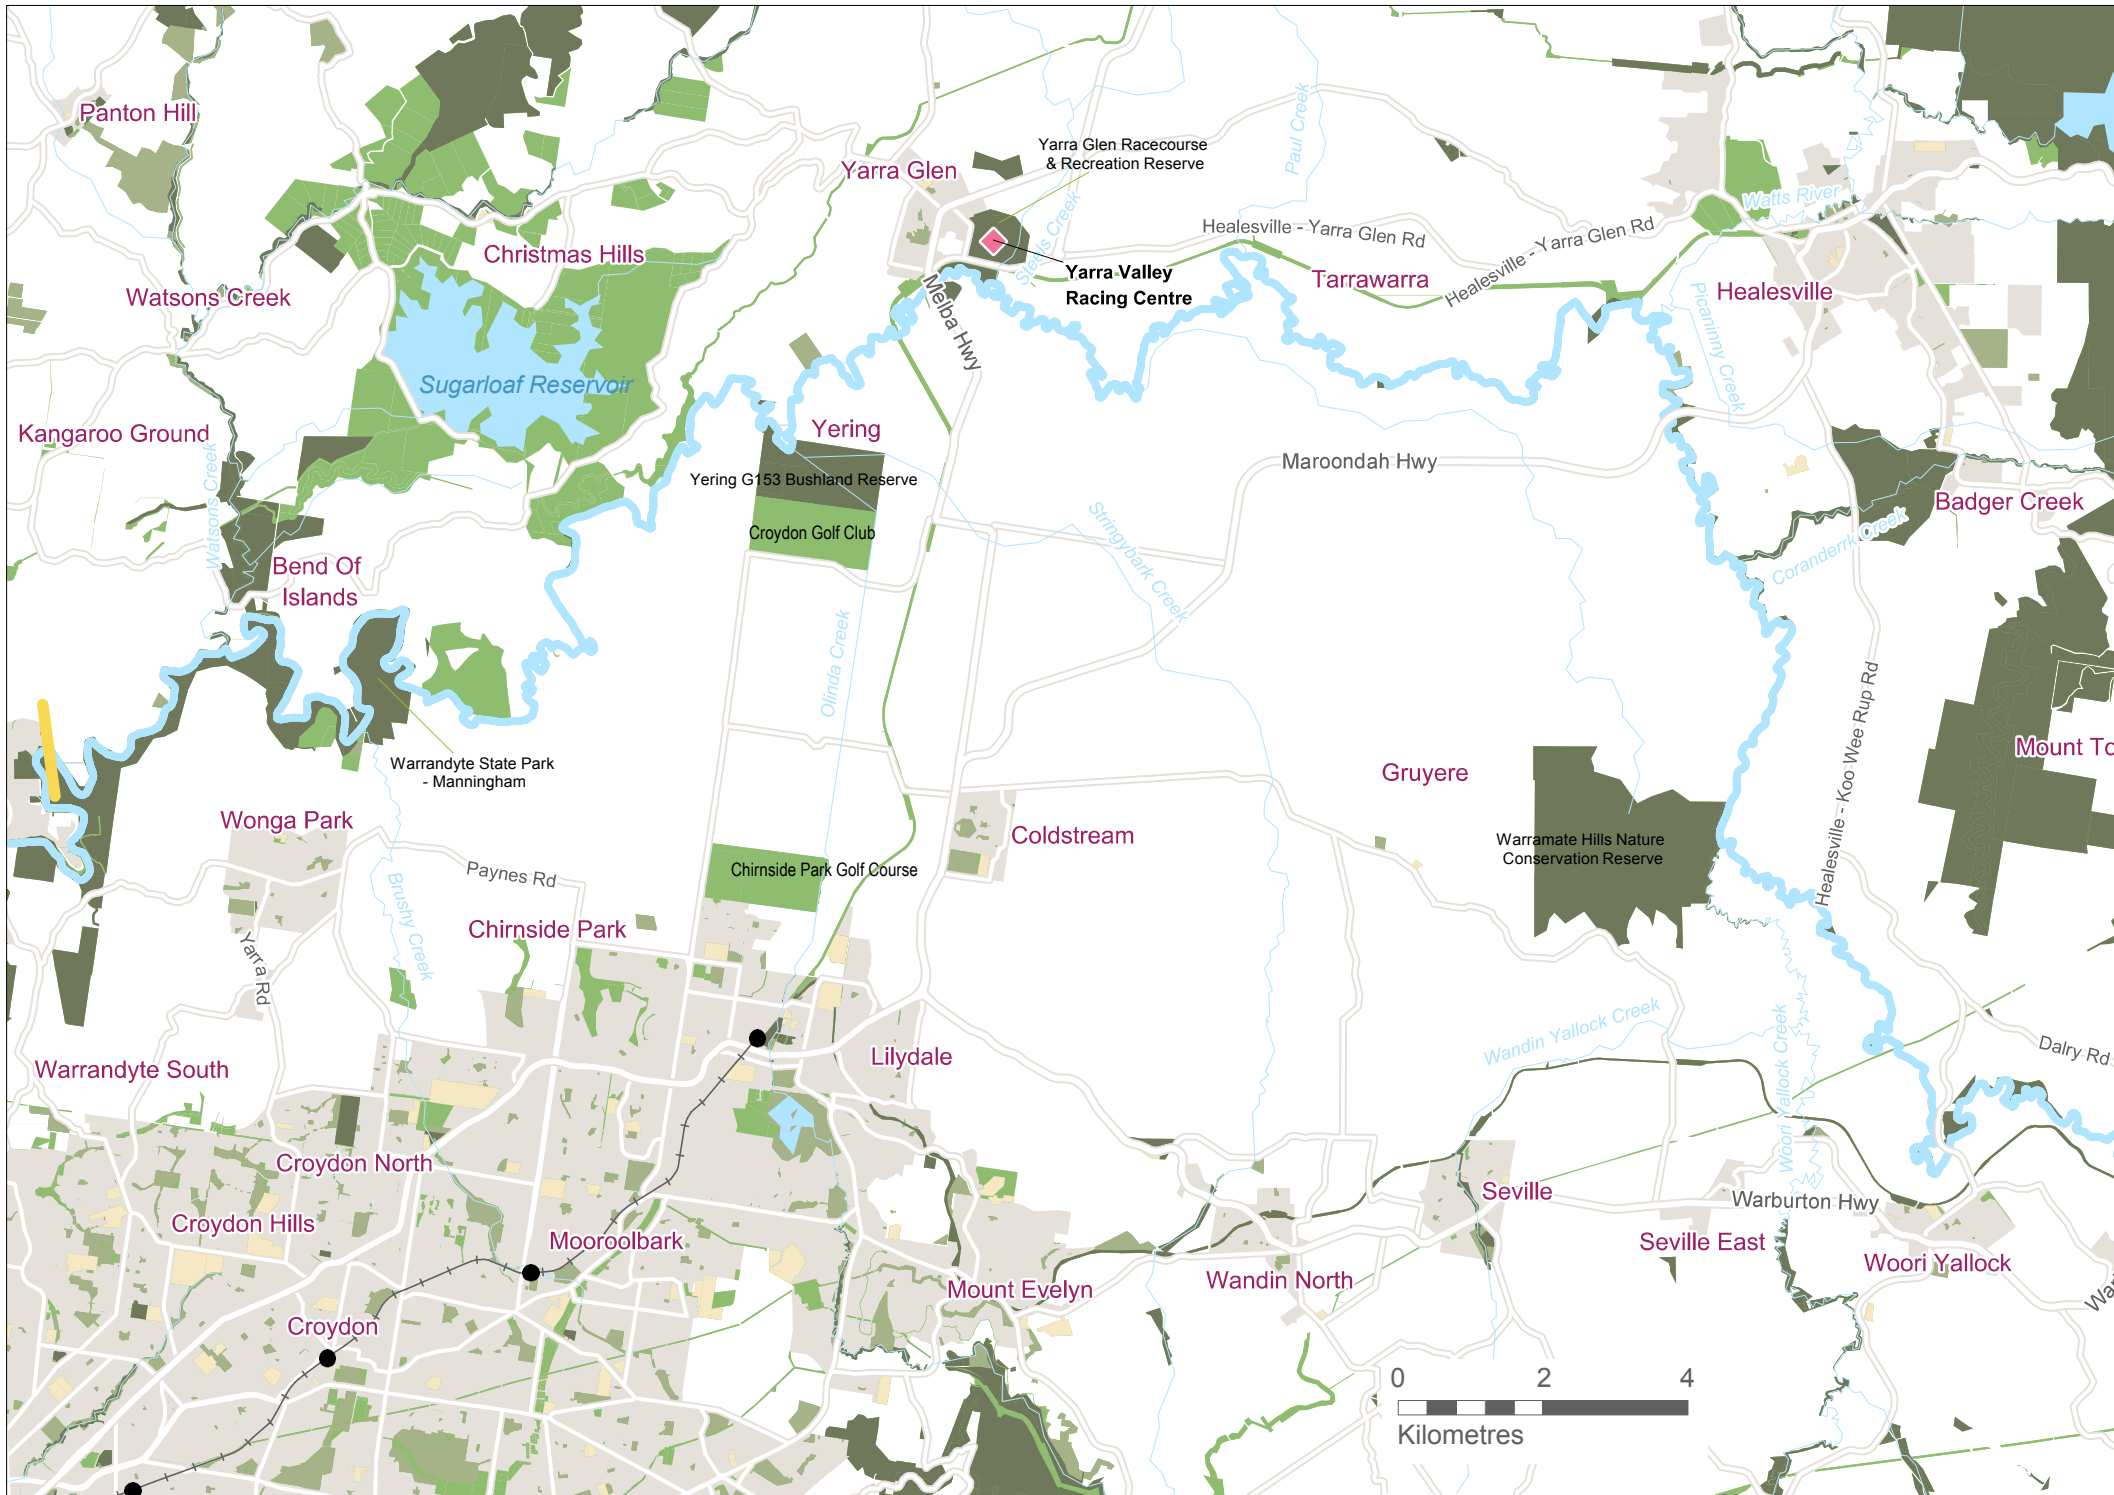 Panton Hill
Yarra Glen Racecourse
& Recreation Reserve
Paul Creek
Yarra Glen
Watts River
Steels Creek
Healesville - Yarra Glen Rd
Healesville - Yarra Glen Rd
Christmas Hills
Yarra Valley
Racing Centre
Tarrawarra
Healesville
Watsons Creek
Melba Hwy
Picaninny Creek
Sugarloaf Reservoir
Kangaroo Ground
Yering
Watsons Creek
Maroondah Hwy
Yering G153 Bushland Reserve
Badger Creek
Croydon Golf Club
Stringybark Creek
Coranderrk Creek
Bend Of
Islands
Olinda Creek
Healesville - Koo Wee Rup Rd
Mount To
Warrandyte State Park
- Manningham
Gruyere
Wonga Park
Coldstream
Warramate Hills Nature
Conservation Reserve
Paynes Rd
Chirnside Park Golf Course
Brushy Creek
Chirnside Park
Yarra Rd
Wandin Yallock Creek
Woori Yallock Creek
Dalry Rd
Lilydale
Warrandyte South
Croydon North
Seville
Warburton Hwy
Croydon Hills
Mooroolbark
Seville East
Woori Yallock
Wandin North
Mount Evelyn
Croydon
0 2 4
Kilometres